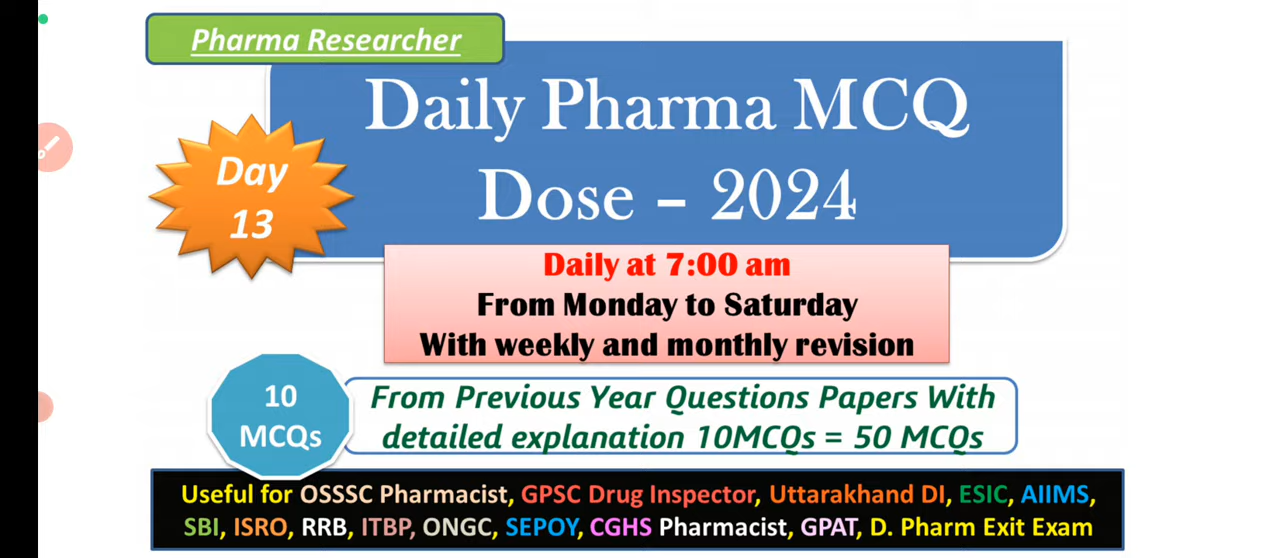 Pharma Researcher
Daily Pharma MCQ
Dose – 2024
Day
13
Daily at 7:00 am
From Monday to Saturday
With weekly and monthly revision
10
MCQs
From Previous Year Questions Papers With
detailed explanation 10MCQs = 50 MCQs
Useful for OSSSC Pharmacist, GPSC Drug Inspector, Uttarakhand DI, ESIC, AIIMS,
SBI, ISRO, RRB, ITBP, ONGC, SEPOY, CGHS Pharmacist, GPAT, D. Pharm Exit Exam